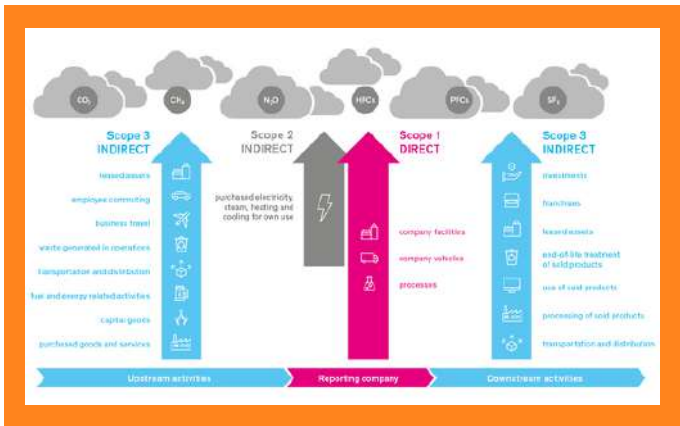 CO₂
CH₄
N₂O
HFCs
PFCs
SF₆
Scope 3
INDIRECT
leased assets
employee commuting
business travel
waste generated in operations
transportation and distribution
fuel and energy related activities
capital goods
purchased goods and services
Scope 2
INDIRECT
purchased electricity,
steam, heating and
cooling for own use
Scope 1
DIRECT
company facilities
company vehicles
processes
Scope 3
INDIRECT
investments
franchises
leased assets
end-of-life treatment
of sold products
use of sold products
processing of sold products
transportation and distribution
Upstream activities
Reporting company
Downstream activities